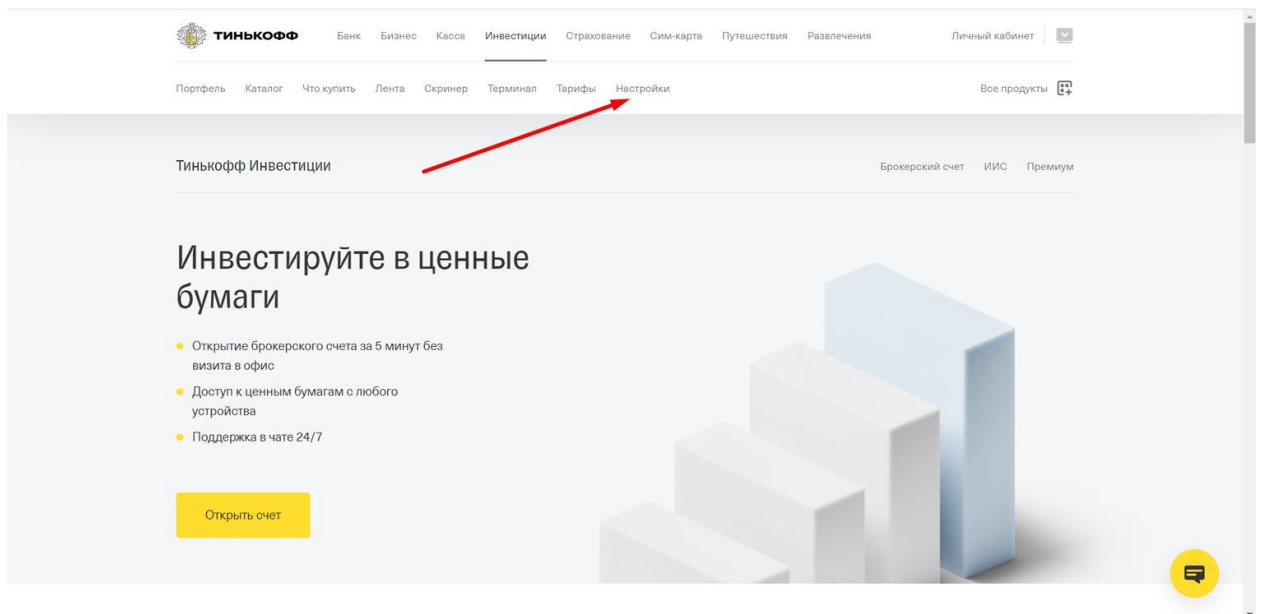 ТИНЬКОФФ Банк Бизнес Касса Инвестиции Страхование Сим-карта Путешествия Развлечения Личный кабинет
Портфель Каталог Что купить Лента Скринер Терминал Тарифы Настройки Все продукты
Тинькофф Инвестиции Брокерский счет ИИС Премиум
Инвестируйте в ценные
бумаги
Открытие брокерского счета за 5 минут без
визита в офис
Доступ к ценным бумагам с любого
устройства
Поддержка в чате 24/7
Открыть счет